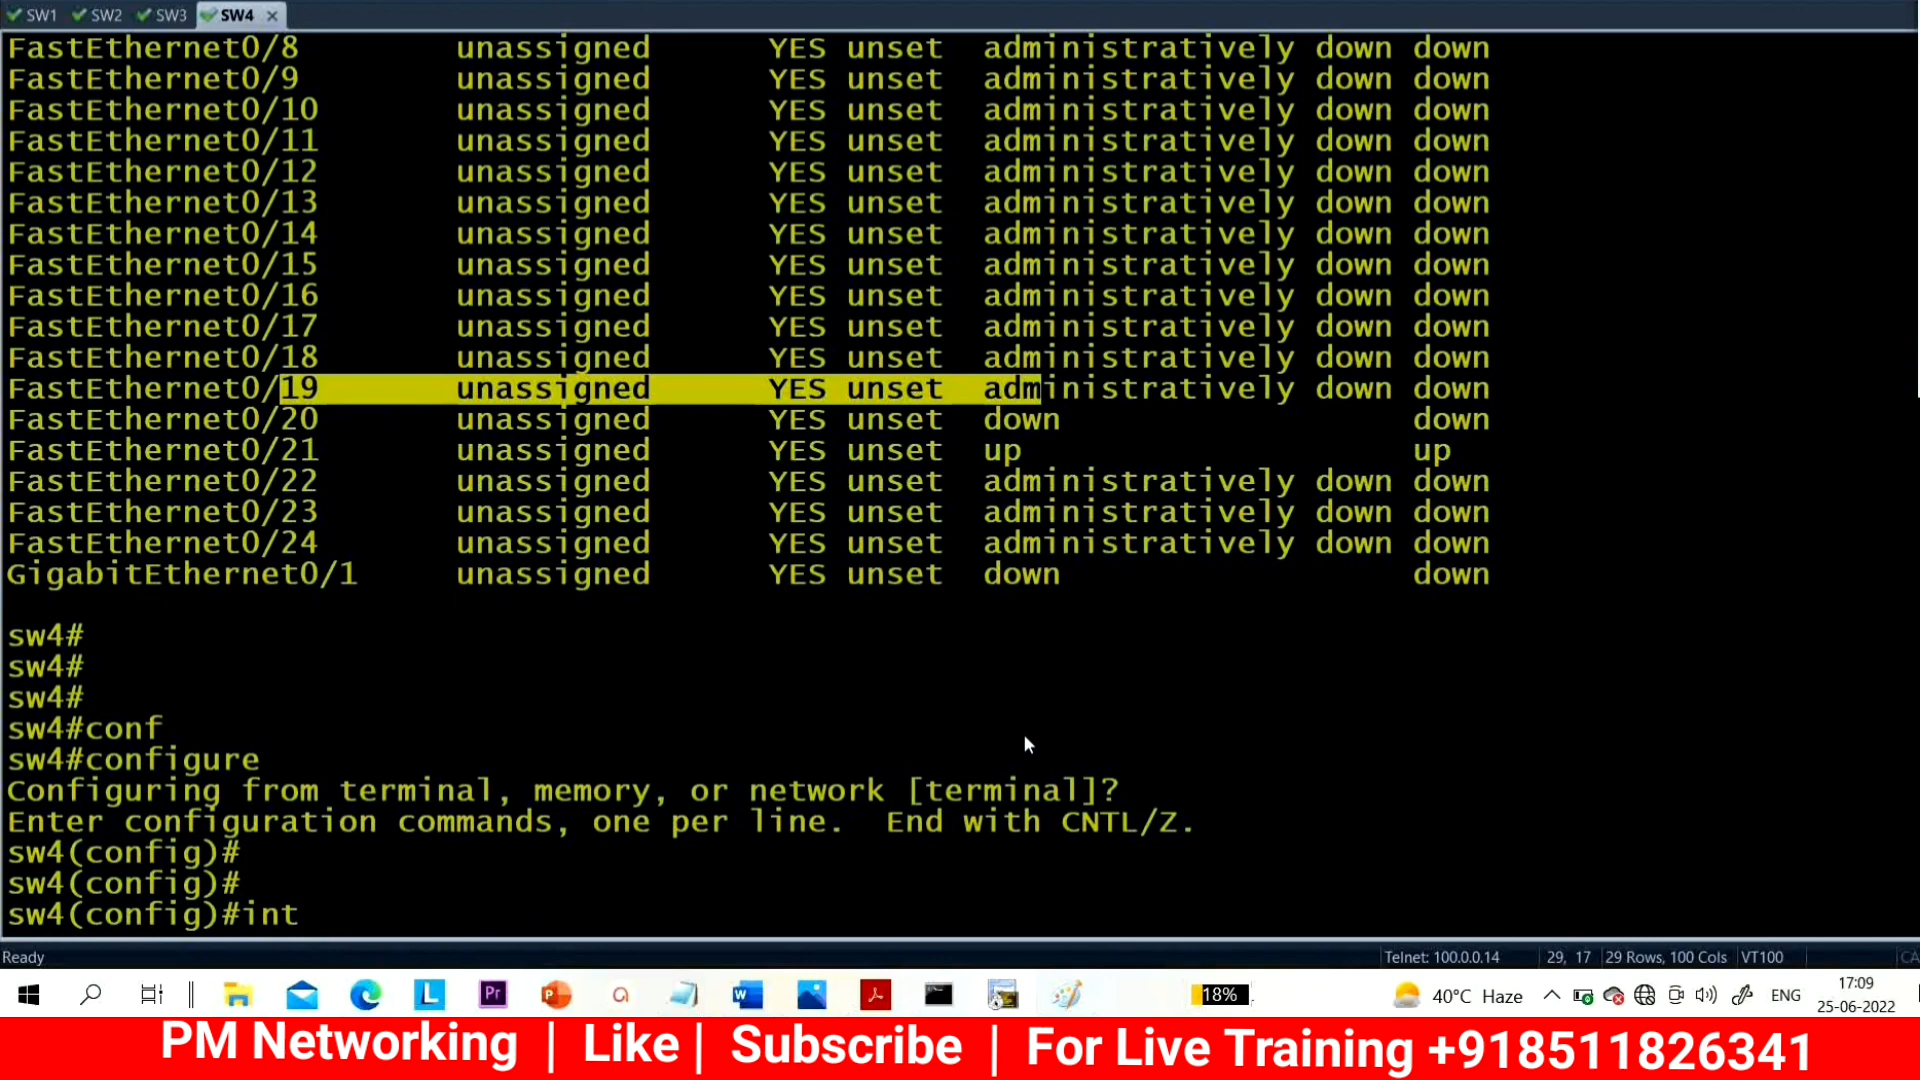 SW1 SW2 SW3 SW4 ×
FastEthernet0/8 unassigned YES unset administratively down down
FastEthernet0/9 unassigned YES unset administratively down down
FastEthernet0/10 unassigned YES unset administratively down down
FastEthernet0/11 unassigned YES unset administratively down down
FastEthernet0/12 unassigned YES unset administratively down down
FastEthernet0/13 unassigned YES unset administratively down down
FastEthernet0/14 unassigned YES unset administratively down down
FastEthernet0/15 unassigned YES unset administratively down down
FastEthernet0/16 unassigned YES unset administratively down down
FastEthernet0/17 unassigned YES unset administratively down down
FastEthernet0/18 unassigned YES unset administratively down down
FastEthernet0/19 unassigned YES unset administratively down down
FastEthernet0/20 unassigned YES unset down down
FastEthernet0/21 unassigned YES unset up up
FastEthernet0/22 unassigned YES unset administratively down down
FastEthernet0/23 unassigned YES unset administratively down down
FastEthernet0/24 unassigned YES unset administratively down down
GigabitEthernet0/1 unassigned YES unset down down
sw4#
sw4#
sw4#
sw4#conf
sw4#configure
Configuring from terminal, memory, or network [terminal]?
Enter configuration commands, one per line. End with CNTL/Z.
sw4(config)#
sw4(config)#
sw4(config)#int
Ready Telnet: 100.0.0.14 29, 17 29 Rows, 100 Cols VT100 CA
L Pr P W 18% 40°C Haze ENG 17:09
25-06-2022
PM Networking | Like | Subscribe | For Live Training +918511826341